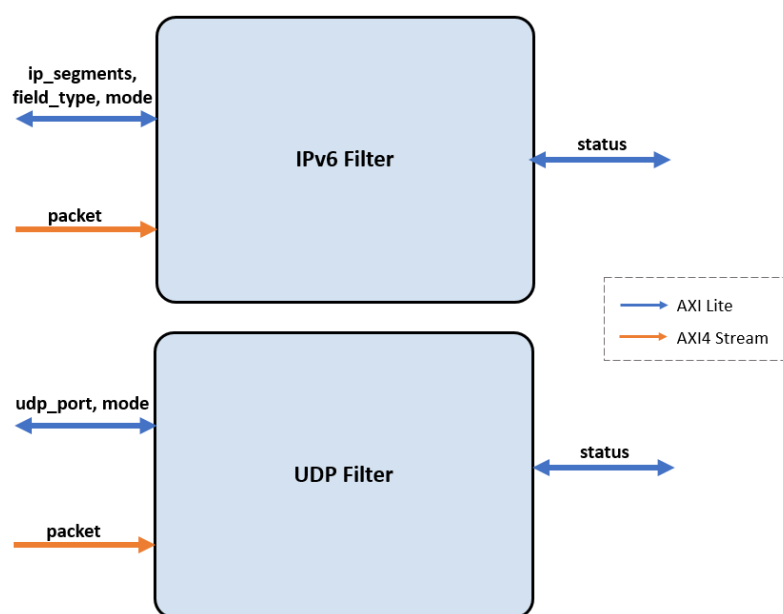 ip_segments,
field_type, mode
IPv6 Filter
status
packet
AXI Lite
AXI4 Stream
udp_port, mode
UDP Filter
status
packet